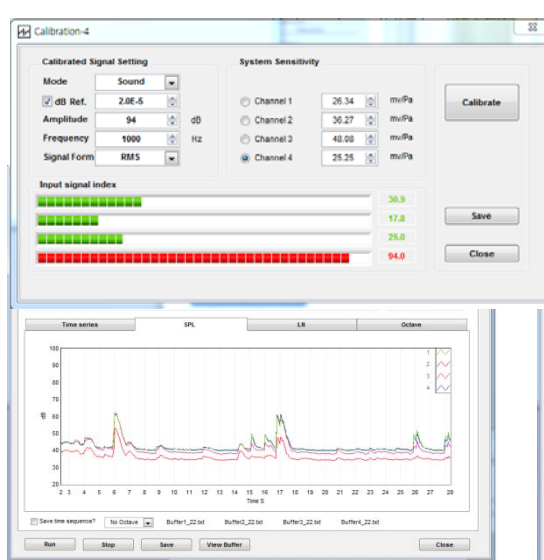 Calibration-4
Calibrated Signal Setting
System Sensitivity
Mode Sound
dB Ref. 2.0E-5
Amplitude 94 dB
Frequency 1000 Hz
Signal Form RMS
Channel 1 26.34 mv/Pa
Channel 2 36.27 mv/Pa
Channel 3 48.08 mv/Pa
Channel 4 25.25 mv/Pa
Calibrate
Input signal index
30.9
17.8
25.0
94.0
Save
Close
Time series SPL LN Octave
100
90
80
70
60
50
40
30
20
dB
1
2
3
4
2 3 4 5 6 7 8 9 10 11 12 13 14 15 16 17 18 19 20 21 22 23 24 25 26 27 28
Time S
Save time sequence? No Octave Buffer1_22.txt Buffer2_22.txt Buffer3_22.txt Buffer4_22.txt
Run Stop Save View Buffer Close